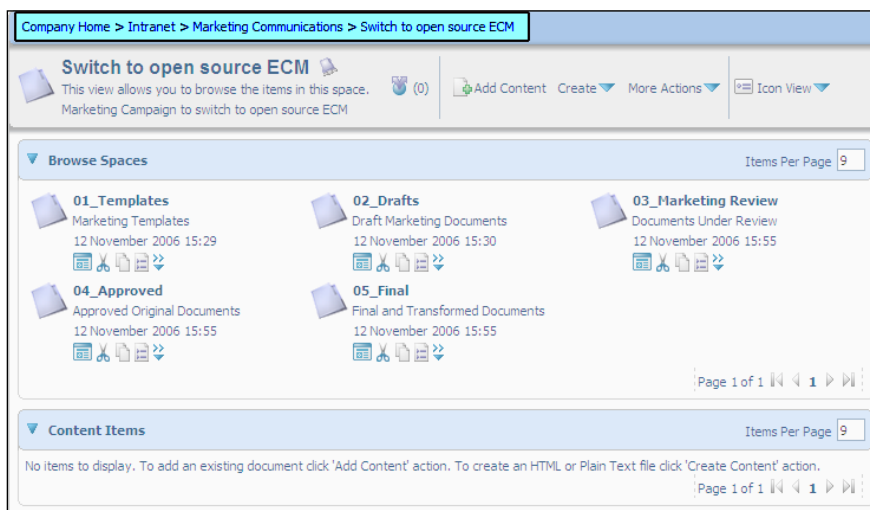 Company Home > Intranet > Marketing Communications > Switch to open source ECM
Switch to open source ECM
This view allows you to browse the items in this space.
Marketing Campaign to switch to open source ECM
(0)
Add Content
Create
More Actions
Icon View
Browse Spaces
Items Per Page 9
01_Templates
Marketing Templates
12 November 2006 15:29
02_Drafts
Draft Marketing Documents
12 November 2006 15:30
03_Marketing Review
Documents Under Review
12 November 2006 15:55
04_Approved
Approved Original Documents
12 November 2006 15:55
05_Final
Final and Transformed Documents
12 November 2006 15:55
Page 1 of 1 1
Content Items
Items Per Page 9
No items to display. To add an existing document click 'Add Content' action. To create an HTML or Plain Text file click 'Create Content' action.
Page 1 of 1 1